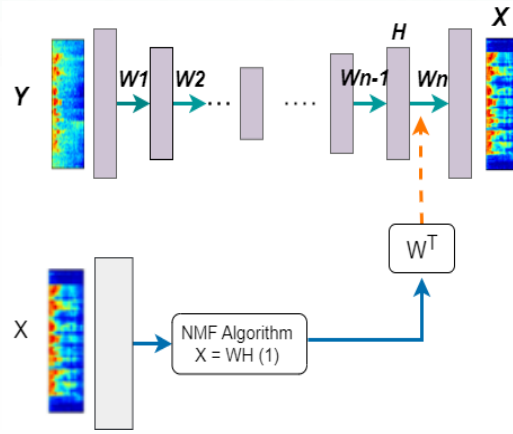 X
H
Y
W1
W2
Wn-1
Wn
W^T
X
NMF Algorithm
X = WH (1)